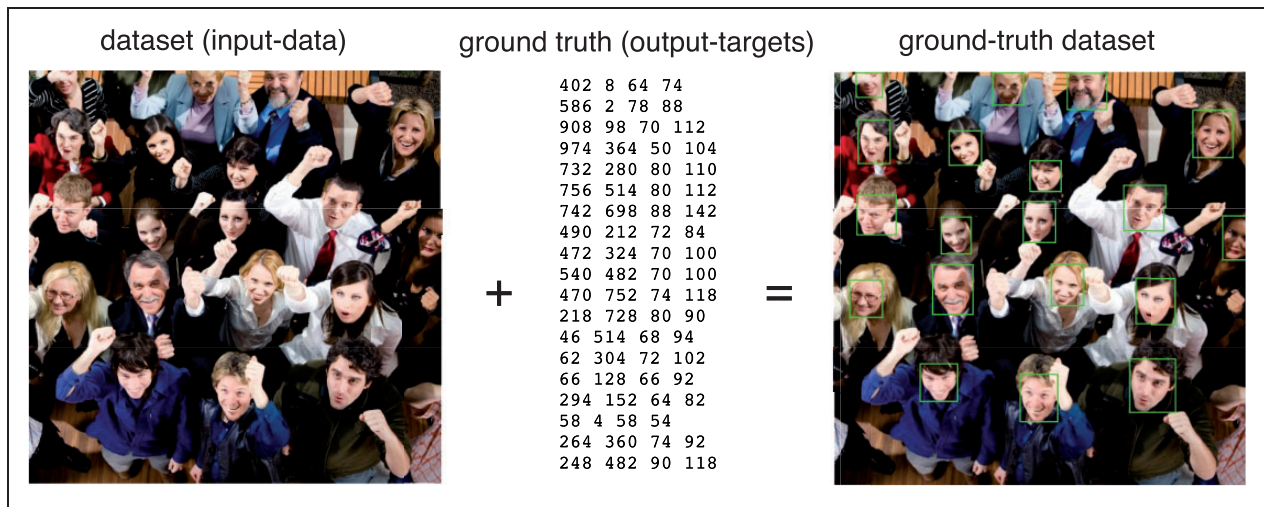 dataset (input-data)
ground truth (output-targets)
ground-truth dataset
402 8 64 74
586 2 78 88
908 98 70 112
974 364 50 104
732 280 80 110
756 514 80 112
742 698 88 142
490 212 72 84
472 324 70 100
540 482 70 100
470 752 74 118
218 728 80 90
46 514 68 94
62 304 72 102
66 128 66 92
294 152 64 82
58 4 58 54
264 360 74 92
248 482 90 118
+
=